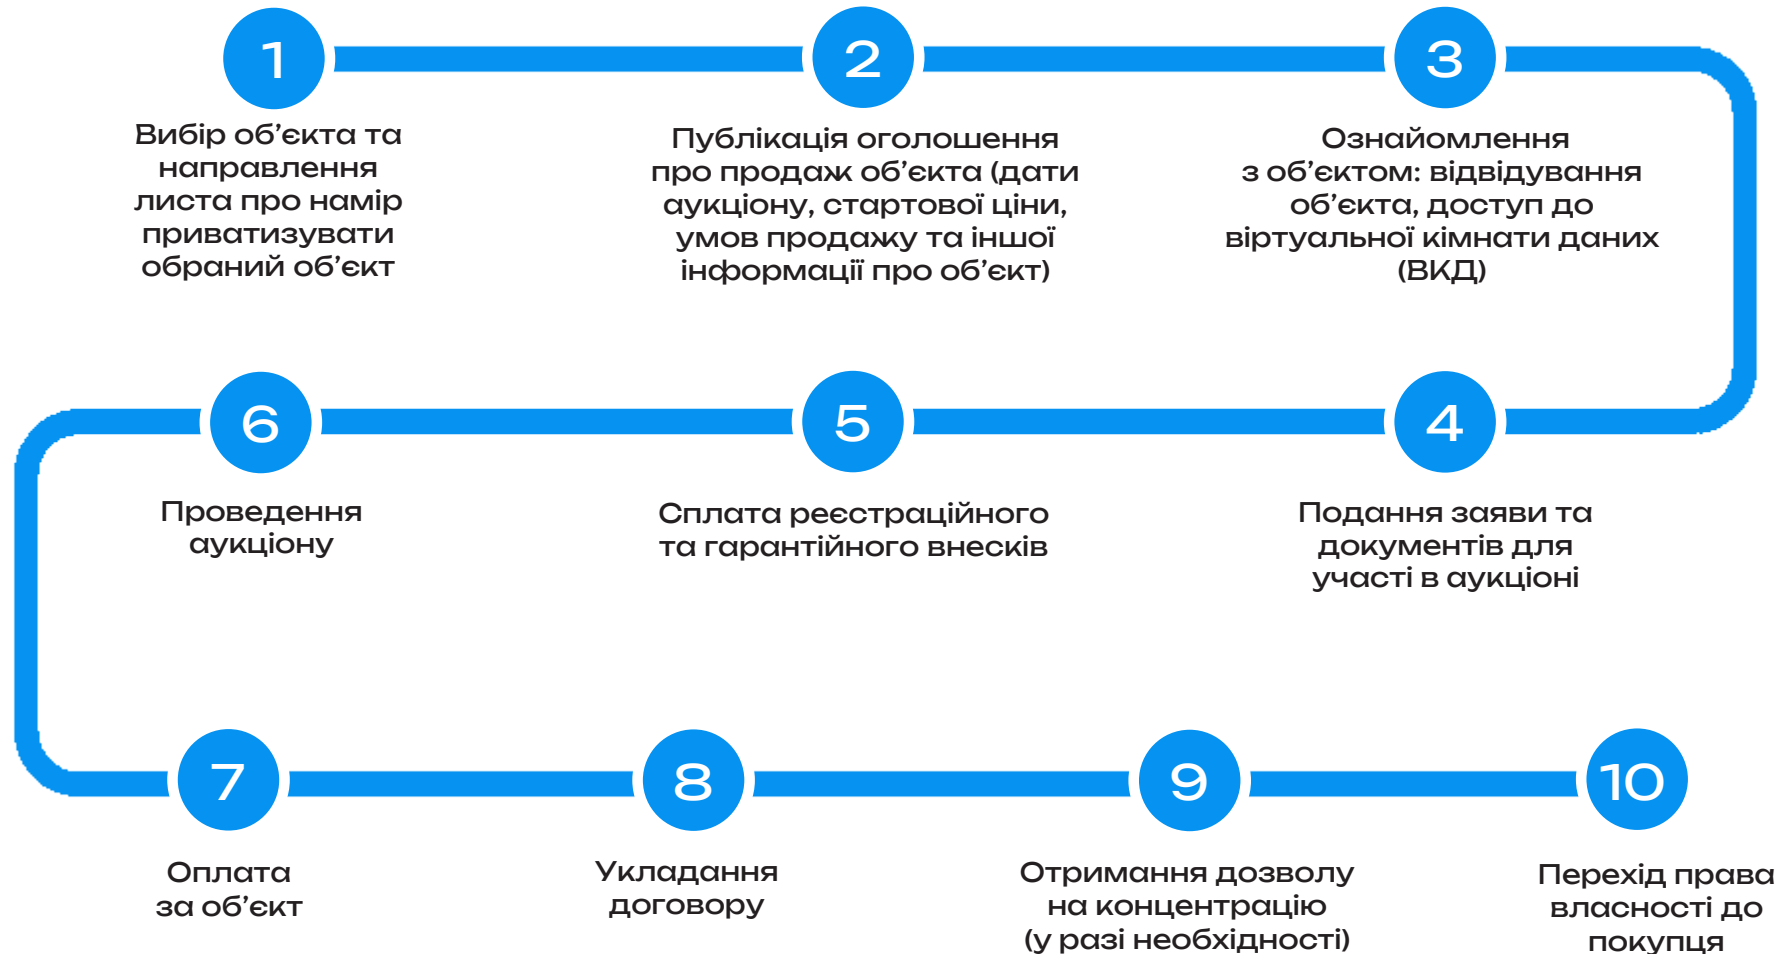 1
Вибір об’єкта та
направлення
листа про намір
приватизувати
обраний об’єкт
2
Публікація оголошення
про продаж об’єкта (дати
аукціону, стартової ціни,
умов продажу та іншої
інформації про об’єкт)
3
Ознайомлення
з об’єктом: відвідування
об’єкта, доступ до
віртуальної кімнати даних
(ВКД)
4
Подання заяви та
документів для
участі в аукціоні
5
Сплата реєстраційного
та гарантійного внесків
6
Проведення
аукціону
7
Оплата
за об’єкт
8
Укладання
договору
9
Отримання дозволу
на концентрацію
(у разі необхідності)
10
Перехід права
власності до
покупця